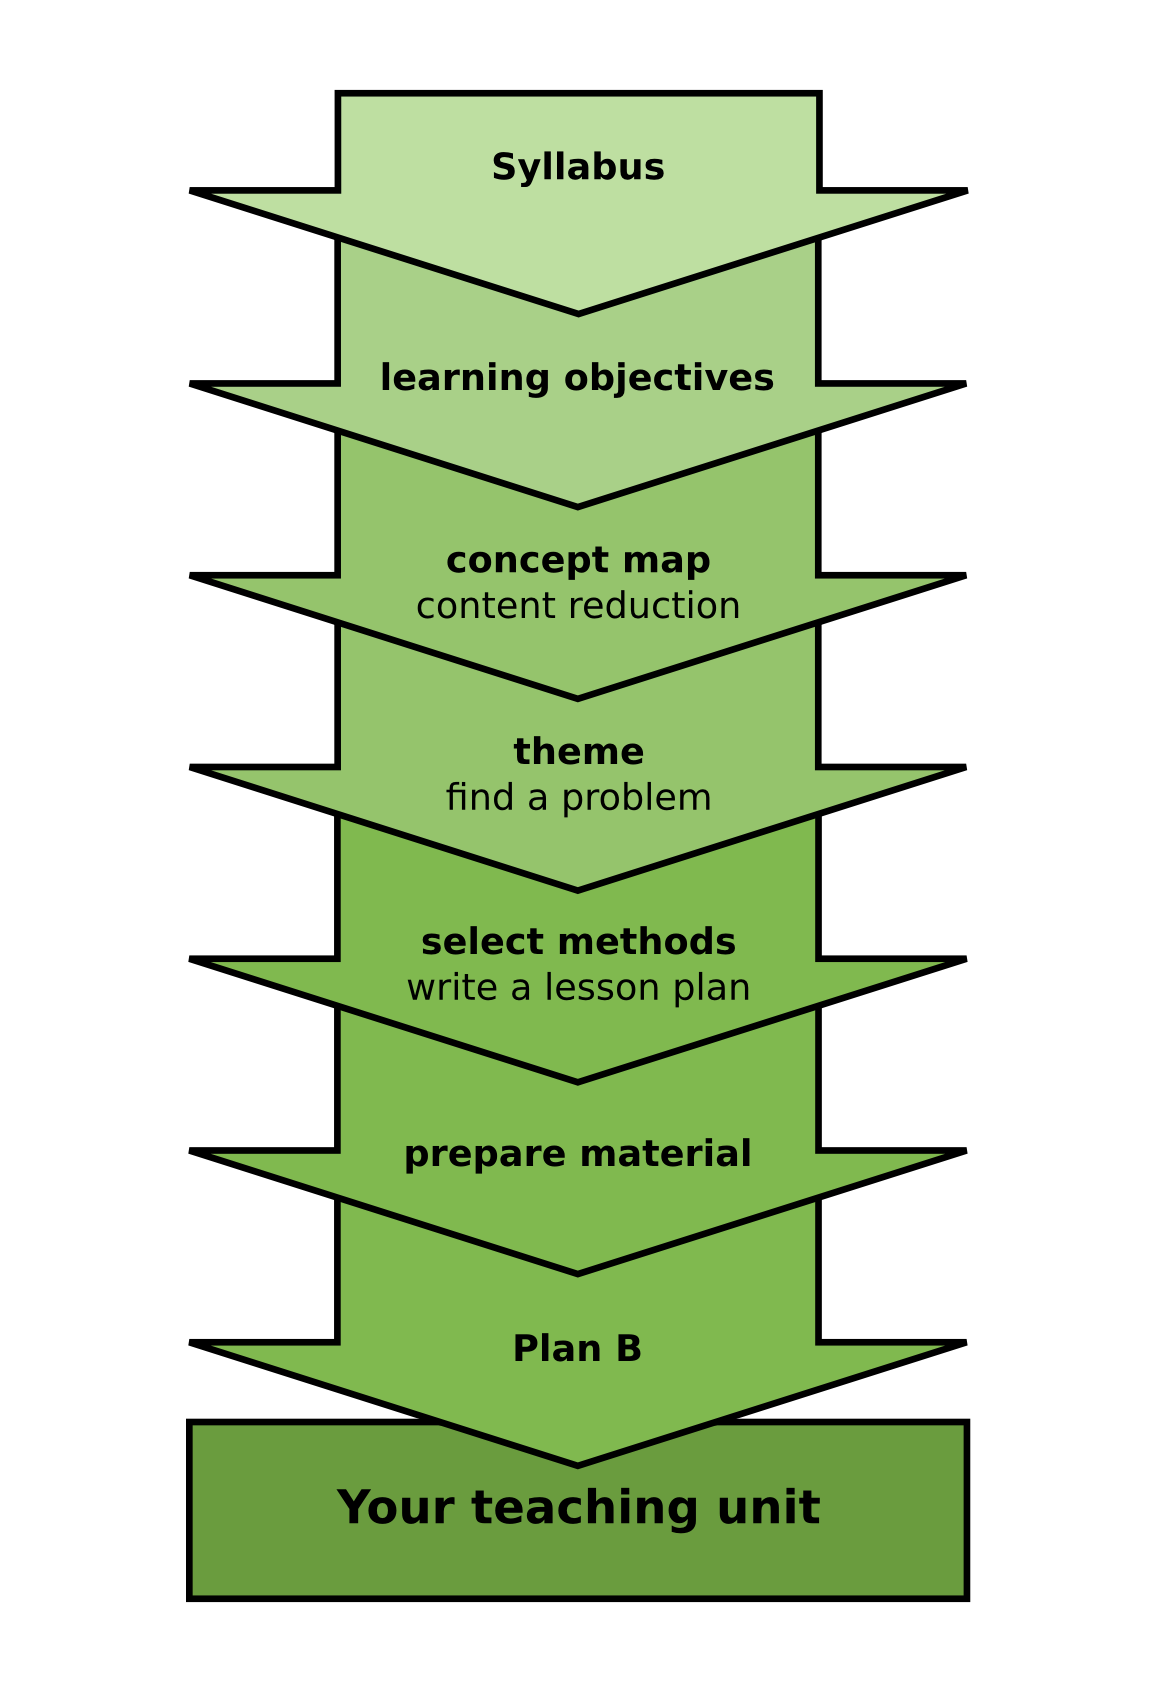 Syllabus
learning objectives
concept map
content reduction
theme
find a problem
select methods
write a lesson plan
prepare material
Plan B
Your teaching unit